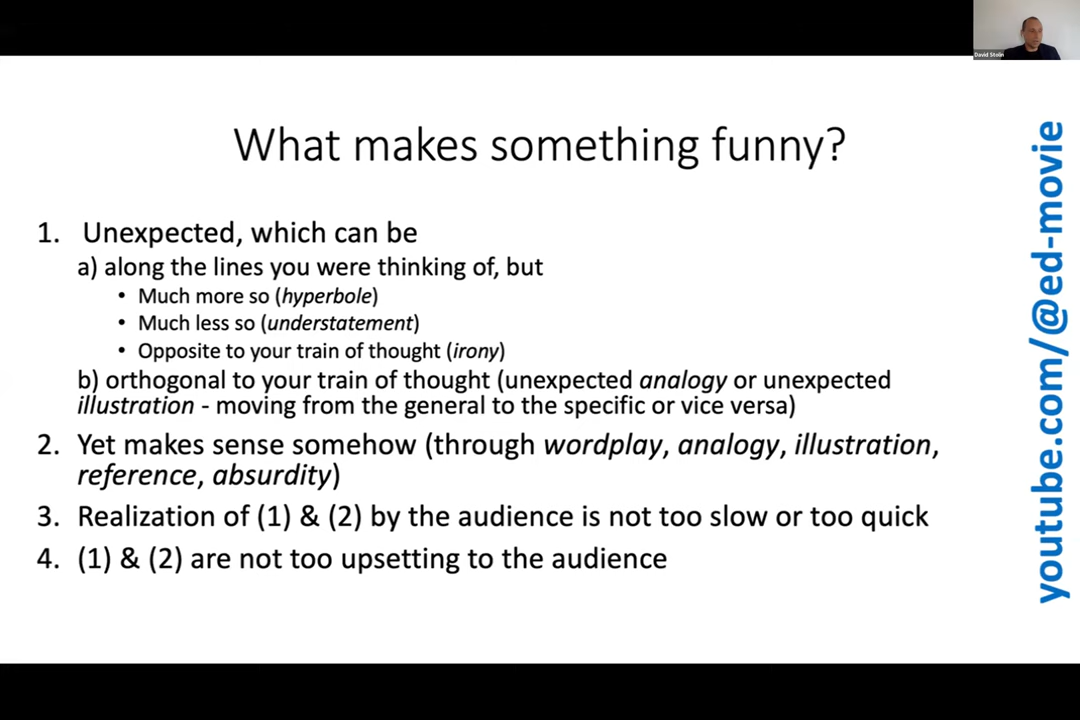 David Stolin
What makes something funny?
1. Unexpected, which can be
a) along the lines you were thinking of, but
• Much more so (hyperbole)
• Much less so (understatement)
• Opposite to your train of thought (irony)
b) orthogonal to your train of thought (unexpected analogy or unexpected
illustration - moving from the general to the specific or vice versa)
2. Yet makes sense somehow (through wordplay, analogy, illustration,
reference, absurdity)
3. Realization of (1) & (2) by the audience is not too slow or too quick
4. (1) & (2) are not too upsetting to the audience
youtube.com/@ed-movie